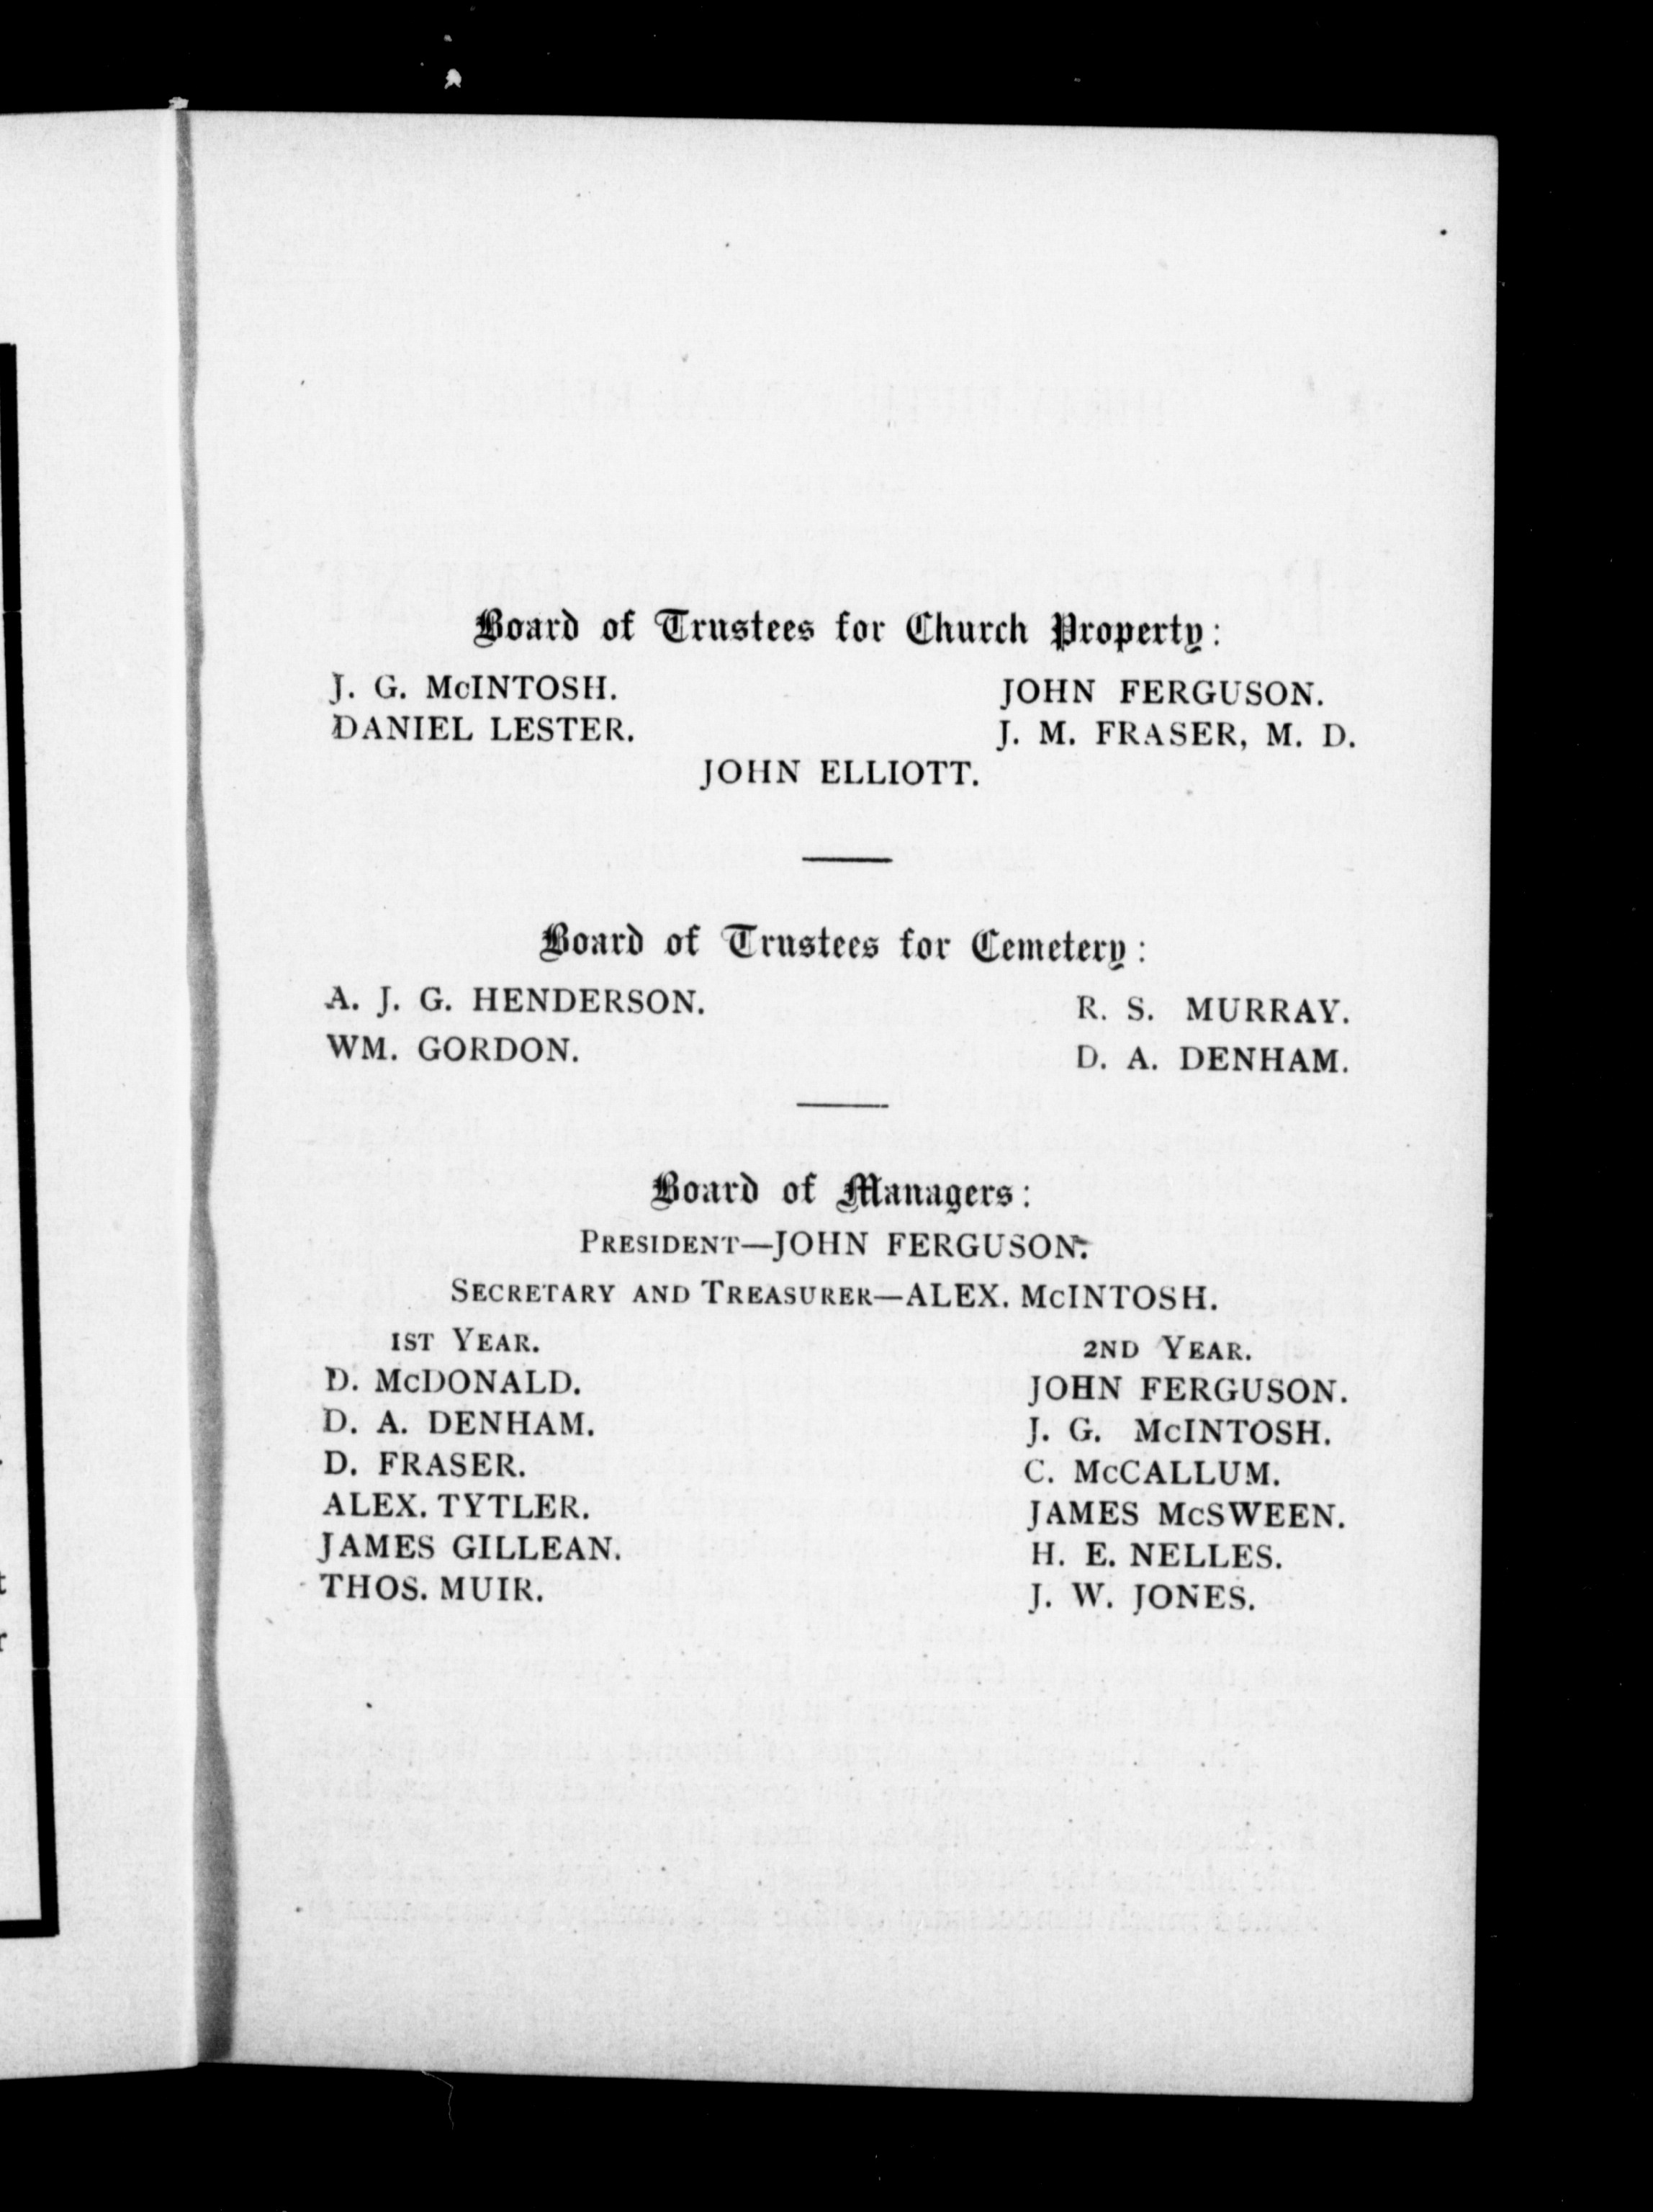 Board of Trustees for Church Property:
J. G. McINTOSH. JOHN FERGUSON.
DANIEL LESTER. J. M. FRASER, M. D.
JOHN ELLIOTT.
Board of Trustees for Cemetery:
A. J. G. HENDERSON. R. S. MURRAY.
WM. GORDON. D. A. DENHAM.
Board of Managers:
PRESIDENT—JOHN FERGUSON.
SECRETARY AND TREASURER—ALEX. McINTOSH.
1ST YEAR. 2ND YEAR.
D. McDONALD. JOHN FERGUSON.
D. A. DENHAM. J. G. McINTOSH.
D. FRASER. C. McCALLUM.
ALEX. TYTLER. JAMES McSWEEN.
JAMES GILLEAN. H. E. NELLES.
THOS. MUIR. J. W. JONES.